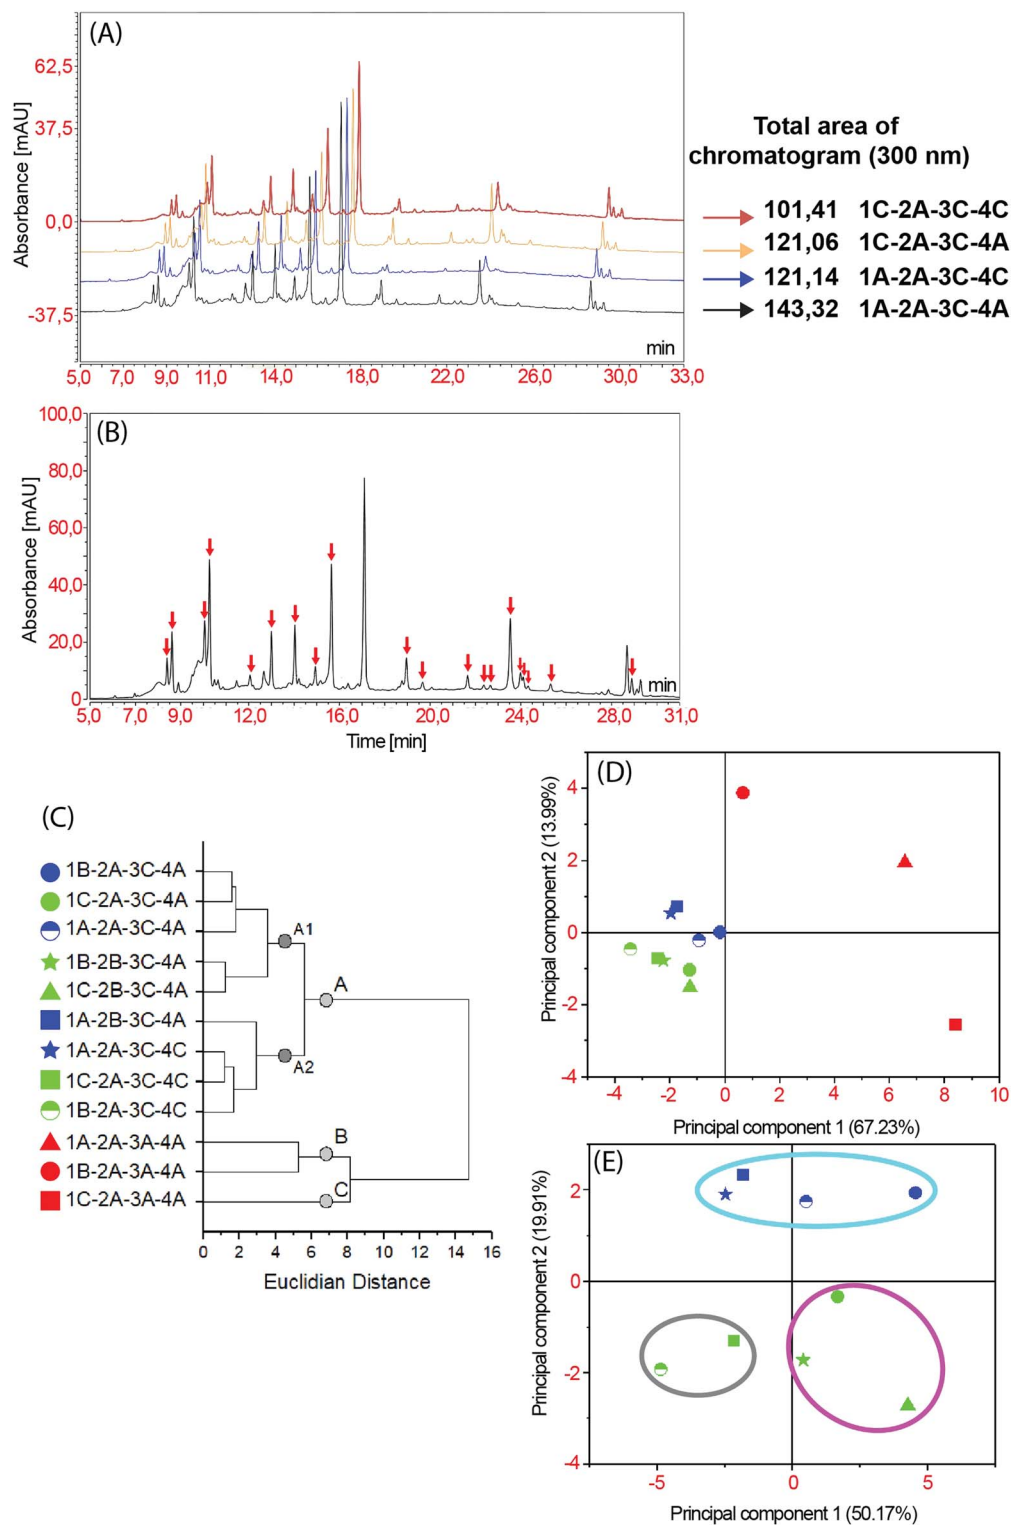 (A)
Absorbance [mAU]
62,5
37,5
0,0
-37,5
min
5,0 7,0 9,0 11,0 14,0 18,0 22,0 26,0 30,0 33,0
Total area of
chromatogram (300 nm)
101,41 1C-2A-3C-4C
121,06 1C-2A-3C-4A
121,14 1A-2A-3C-4C
143,32 1A-2A-3C-4A
(B)
Absorbance [mAU]
100,0
80,0
60,0
40,0
20,0
0
min
5,0 7,0 9,0 13,0 16,0 20,0 24,0 28,0 31,0
Time [min]
(C)
1B-2A-3C-4A
1C-2A-3C-4A
1A-2A-3C-4A
1B-2B-3C-4A
1C-2B-3C-4A
1A-2B-3C-4A
1A-2A-3C-4C
1C-2A-3C-4C
1B-2A-3C-4C
1A-2A-3A-4A
1B-2A-3A-4A
1C-2A-3A-4A
A1
A
A2
B
C
0 2 4 6 8 10 12 14 16
Euclidian Distance
(D)
Principal component 2 (13.99%)
4
2
0
-2
-4
-4 -2 0 2 4 6 8 10
Principal component 1 (67.23%)
(E)
Principal component 2 (19.91%)
2
0
-2
-4
-5 0 5
Principal component 1 (50.17%)